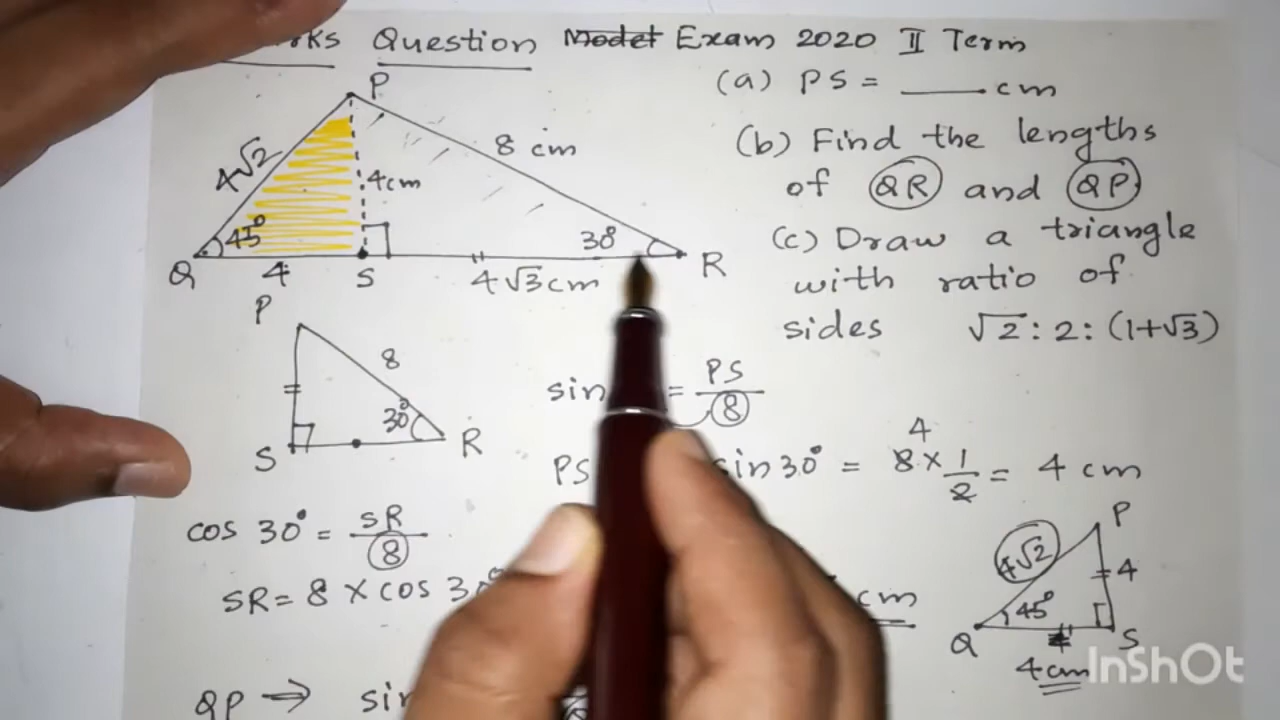 Question Model Exam 2020 II Term
(a) PS = ____ cm
P
(b) Find the lengths
of QR and QP
(c) Draw a triangle
with ratio of
sides √2 : 2 : (1+√3)
4√2
8 cm
4cm
45°
30°
Q
4
S
4√3 cm
R
P
8
30°
S
R
sin = PS/8
PS sin30° = 8 × 1/2 = 4 cm
4
cos 30° = SR/8
SR = 8 × cos 30°
cm
P
4√2
4
45°
Q
S
4cm
QP → sin
InShOt